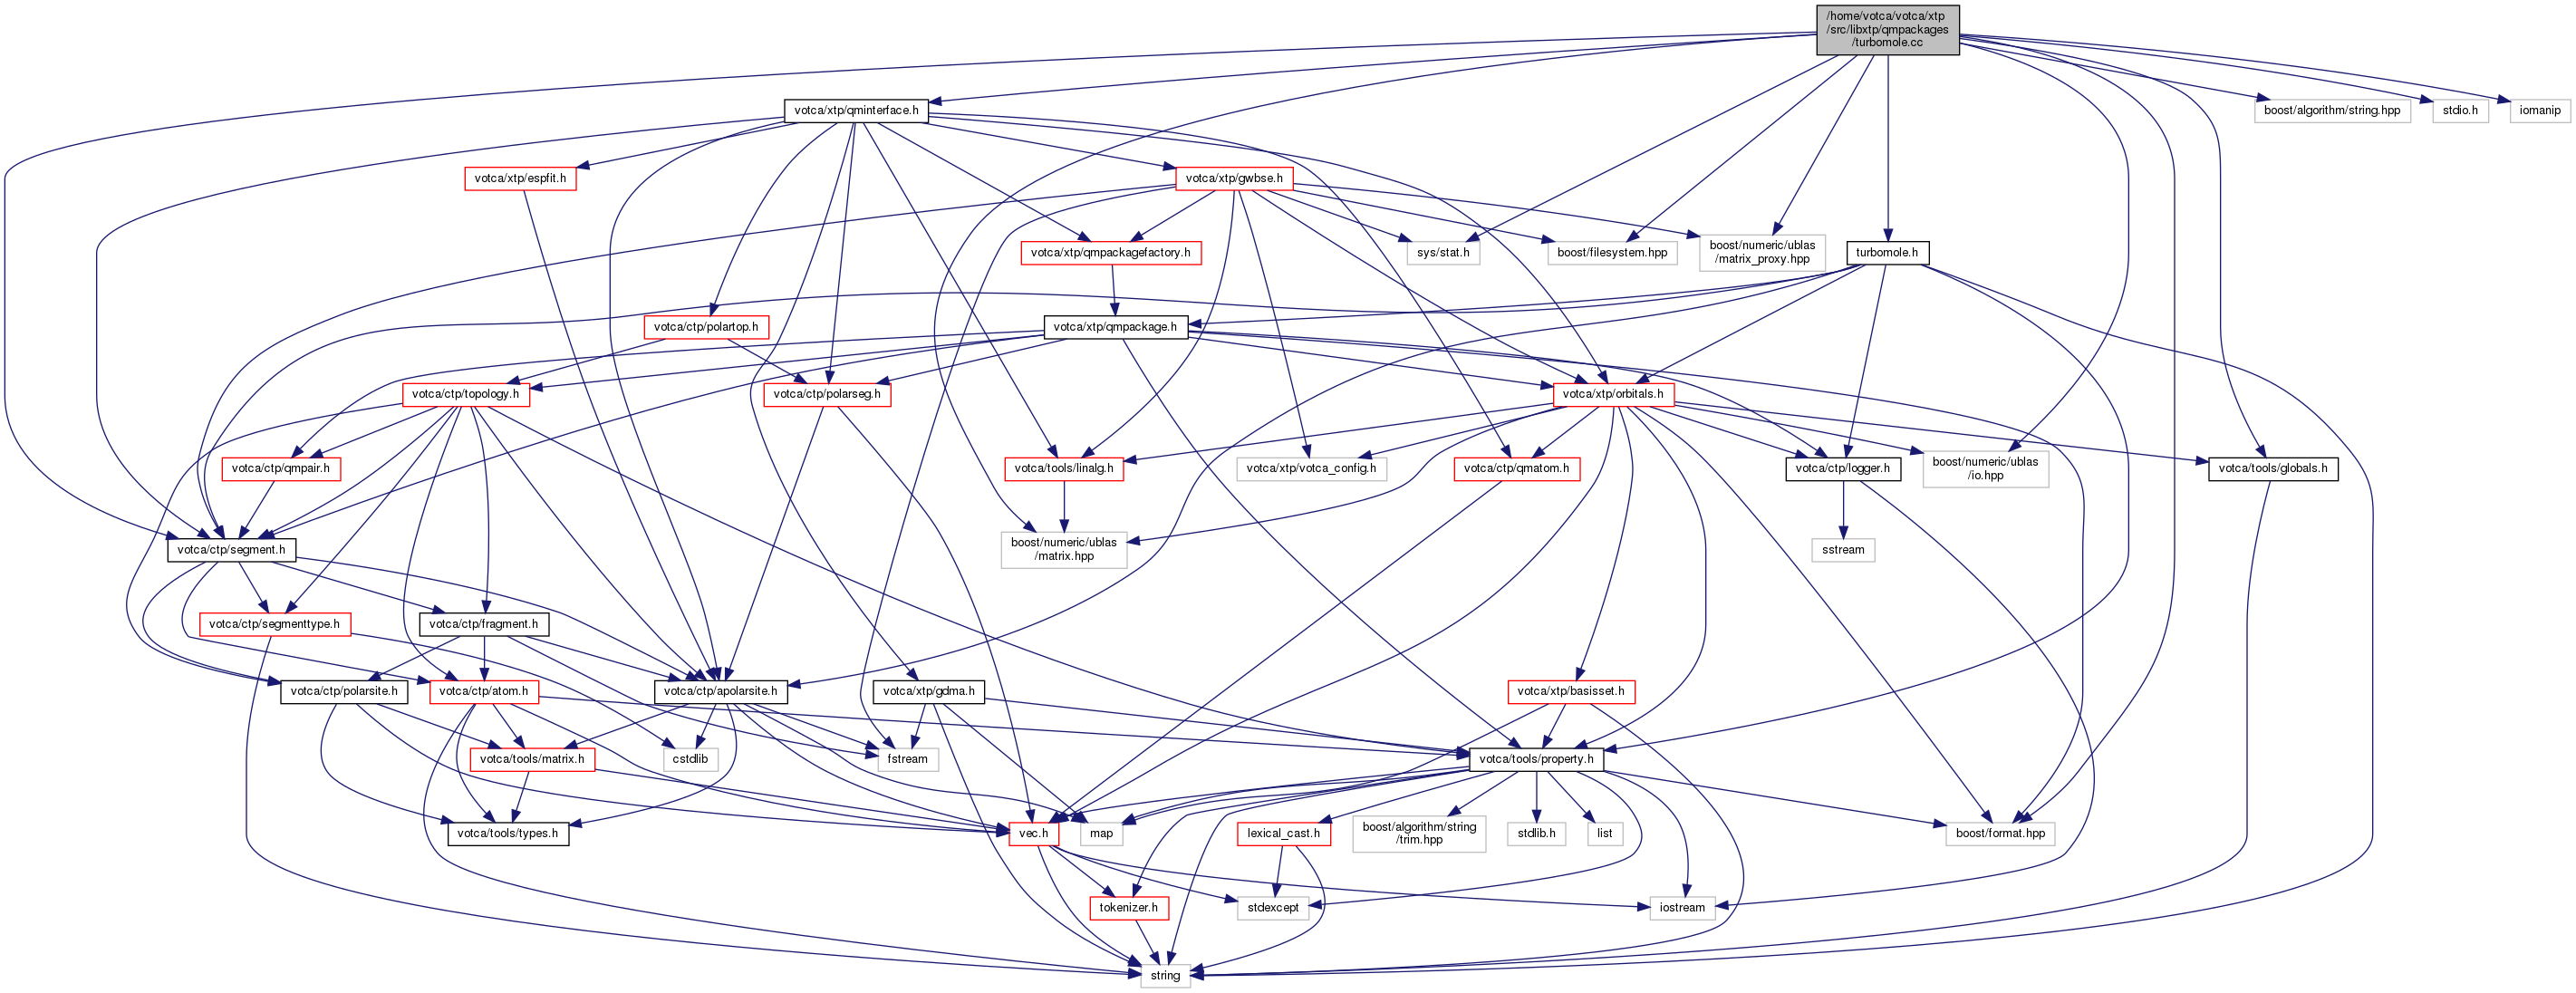 /home/votca/votca/xtp
/src/libxtp/qmpackages
/turbomole.cc
votca/xtp/qminterface.h
boost/algorithm/string.hpp
stdio.h
iomanip
votca/xtp/espfit.h
votca/xtp/gwbse.h
votca/xtp/qmpackagefactory.h
sys/stat.h
boost/filesystem.hpp
boost/numeric/ublas
/matrix_proxy.hpp
turbomole.h
votca/ctp/polartop.h
votca/xtp/qmpackage.h
votca/ctp/topology.h
votca/ctp/polarseg.h
votca/xtp/orbitals.h
votca/ctp/qmpair.h
votca/tools/linalg.h
votca/xtp/votca_config.h
votca/ctp/qmatom.h
votca/ctp/logger.h
boost/numeric/ublas
/io.hpp
votca/tools/globals.h
votca/ctp/segment.h
boost/numeric/ublas
/matrix.hpp
sstream
votca/ctp/segmenttype.h
votca/ctp/fragment.h
votca/ctp/polarsite.h
votca/ctp/atom.h
votca/ctp/apolarsite.h
votca/xtp/gdma.h
votca/xtp/basisset.h
votca/tools/matrix.h
cstdlib
fstream
votca/tools/property.h
votca/tools/types.h
vec.h
map
lexical_cast.h
boost/algorithm/string
/trim.hpp
stdlib.h
list
boost/format.hpp
tokenizer.h
stdexcept
iostream
string